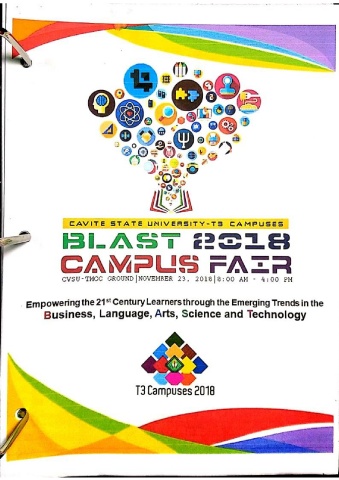 CAVITE STATE UNIVERSITY-T3 CAMPUSES
BLAST 2018
CAMPUS FAIR
CVSU-TMCC GROUND|NOVEMBER 23, 2018|8:00 AM - 4:00 PM
Empowering the 21st Century Learners through the Emerging Trends in the
Business, Language, Arts, Science and Technology
T3 Campuses 2018